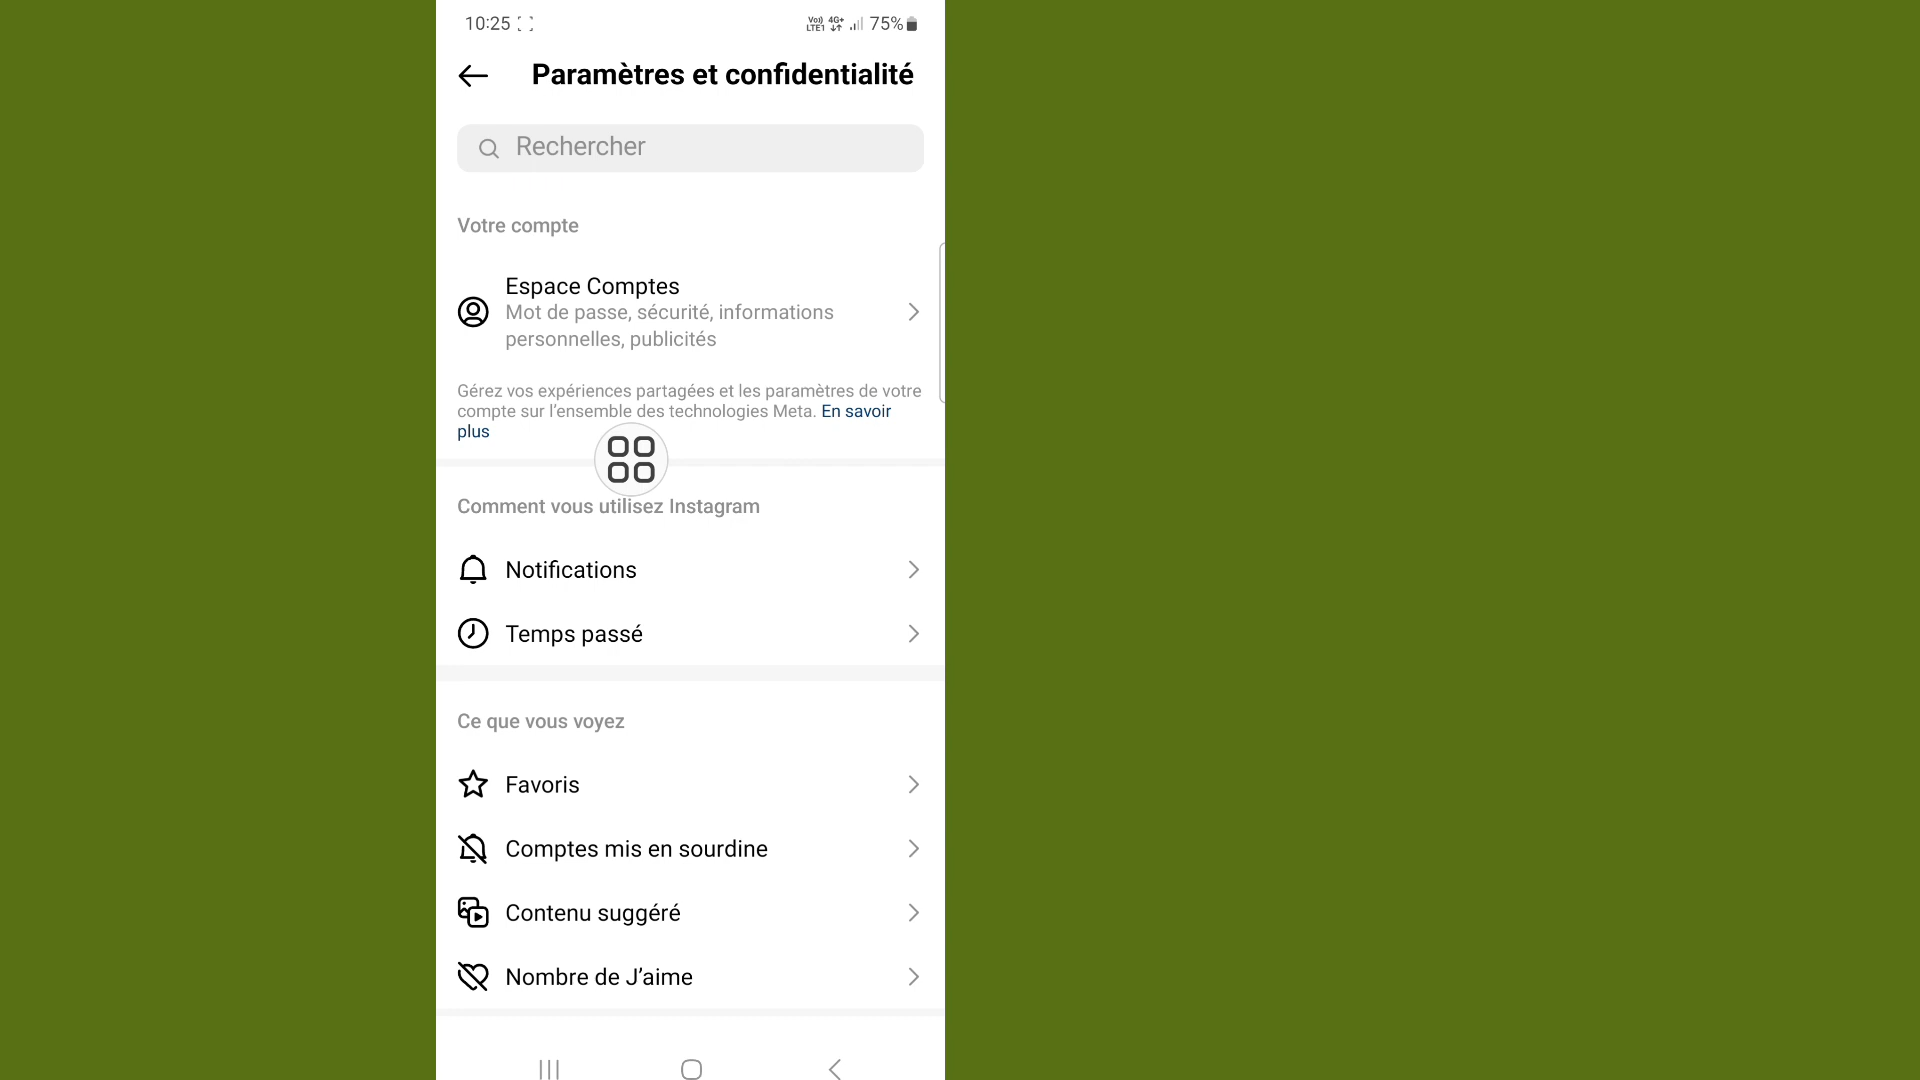 10:25 Vo) LTE1 4G+ 75%
Paramètres et confidentialité
Rechercher
Votre compte
Espace Comptes
Mot de passe, sécurité, informations
personnelles, publicités
Gérez vos expériences partagées et les paramètres de votre
compte sur l’ensemble des technologies Meta. En savoir
plus
Comment vous utilisez Instagram
Notifications
Temps passé
Ce que vous voyez
Favoris
Comptes mis en sourdine
Contenu suggéré
Nombre de J’aime